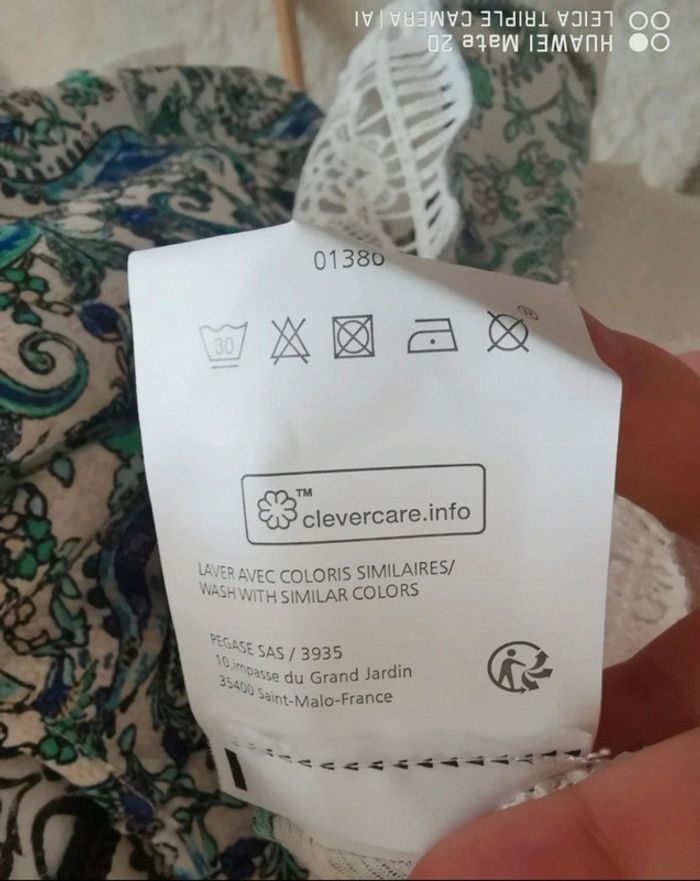 HUAWEI Mate 20
LEICA TRIPLE CAMERA | AI
01380
30
®
TM
clevercare.info
LAVER AVEC COLORIS SIMILAIRES/
WASH WITH SIMILAR COLORS
PEGASE SAS / 3935
10,impasse du Grand Jardin
35400 Saint-Malo-France